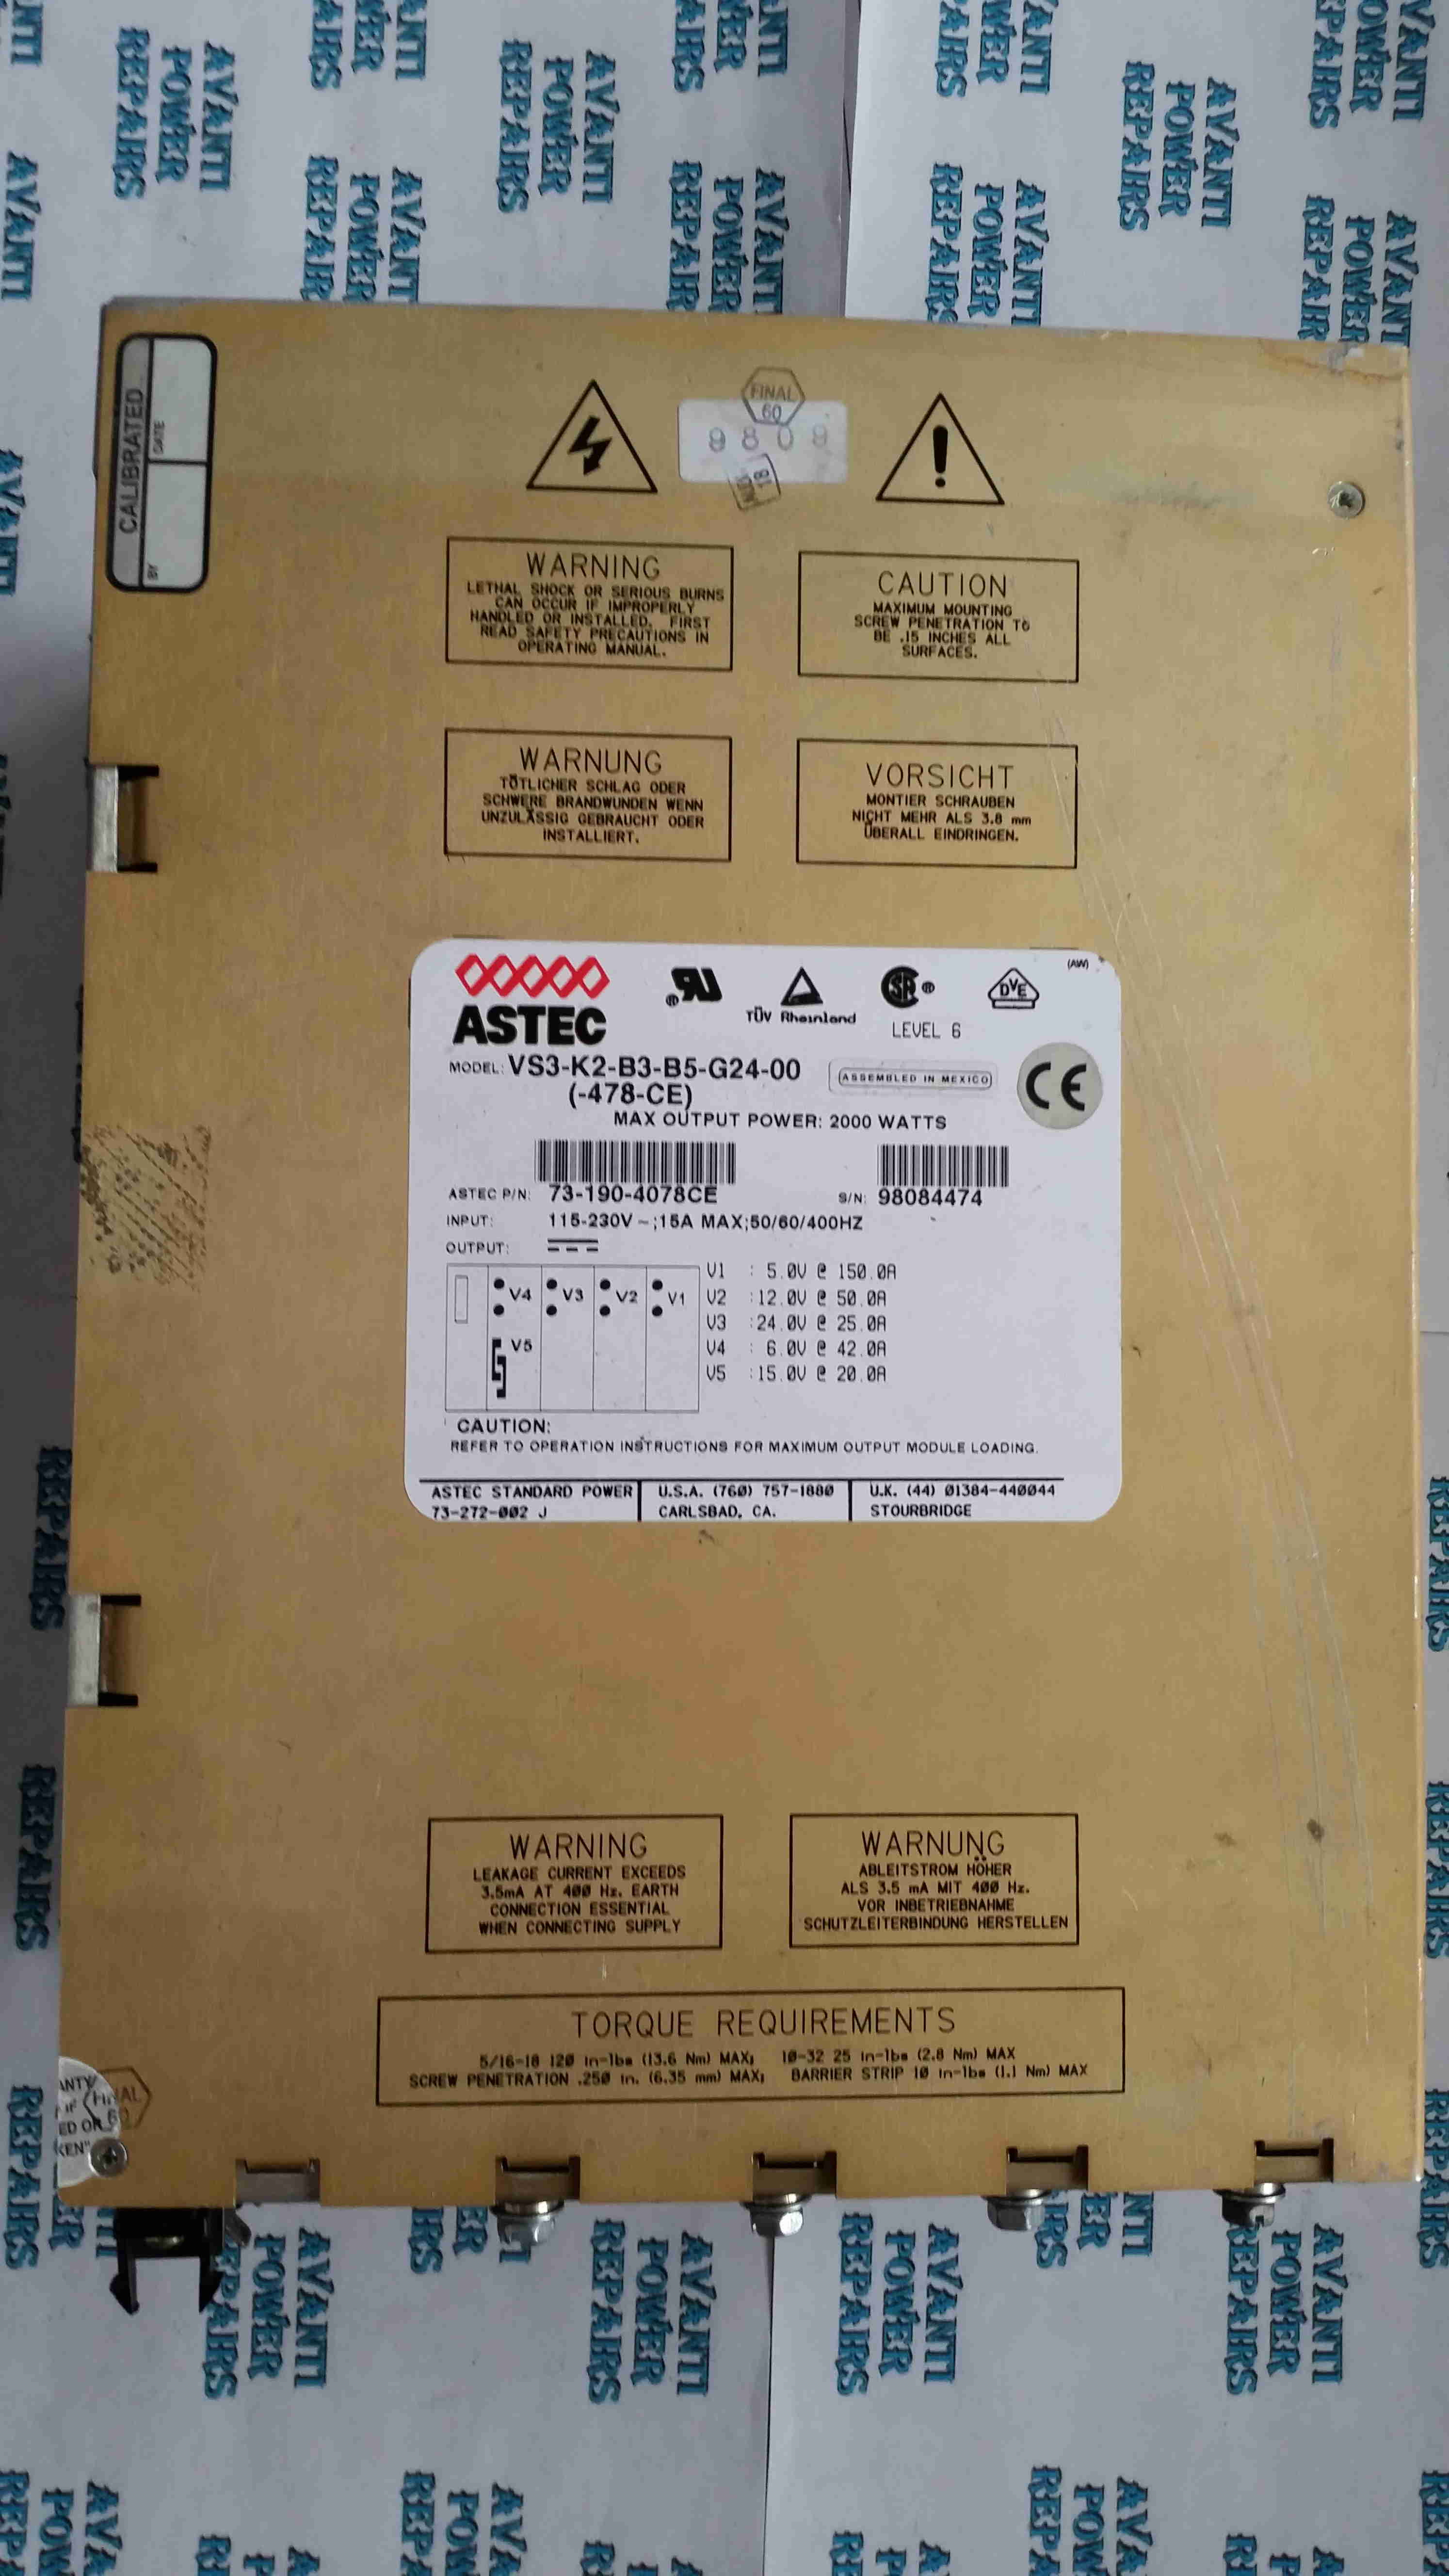 AVANTI
POWER
REPAIRS
CALIBRATED
BY
DATE
FINAL
60
9809
18
WARNING
LETHAL SHOCK OR SERIOUS BURNS
CAN OCCUR IF IMPROPERLY
HANDLED OR INSTALLED. FIRST
READ SAFETY PRECAUTIONS IN
OPERATING MANUAL.
CAUTION
MAXIMUM MOUNTING
SCREW PENETRATION TO
BE .15 INCHES ALL
SURFACES.
WARNUNG
TÖTLICHER SCHLAG ODER
SCHWERE BRANDWUNDEN WENN
UNZULÄSSIG GEBRAUCHT ODER
INSTALLIERT.
VORSICHT
MONTIER SCHRAUBEN
NICHT MEHR ALS 3.8 mm
ÜBERALL EINDRINGEN.
(AW)
ASTEC
TÜV Rheinland
LEVEL 6
DVE
MODEL: VS3-K2-B3-B5-G24-00
(-478-CE)
ASSEMBLED IN MEXICO
CE
MAX OUTPUT POWER: 2000 WATTS
ASTEC P/N: 73-190-4078CE
S/N: 98084474
INPUT: 115-230V ~;15A MAX;50/60/400HZ
OUTPUT:
V4 V3 V2 V1
V5
V1 : 5.0V @ 150.0A
V2 :12.0V @ 50.0A
V3 :24.0V @ 25.0A
V4 : 6.0V @ 42.0A
V5 :15.0V @ 20.0A
CAUTION:
REFER TO OPERATION INSTRUCTIONS FOR MAXIMUM OUTPUT MODULE LOADING.
ASTEC STANDARD POWER
73-272-002 J
U.S.A. (760) 757-1880
CARLSBAD, CA.
U.K. (44) 01384-440044
STOURBRIDGE
WARNING
LEAKAGE CURRENT EXCEEDS
3.5mA AT 400 Hz. EARTH
CONNECTION ESSENTIAL
WHEN CONNECTING SUPPLY
WARNUNG
ABLEITSTROM HÖHER
ALS 3.5 mA MIT 400 Hz.
VOR INBETRIEBNAHME
SCHUTZLEITERBINDUNG HERSTELLEN
TORQUE REQUIREMENTS
5/16-18 120 in-lbs (13.6 Nm) MAX; 10-32 25 in-lbs (2.8 Nm) MAX
SCREW PENETRATION .250 in. (6.35 mm) MAX; BARRIER STRIP 10 in-lbs (1.1 Nm) MAX